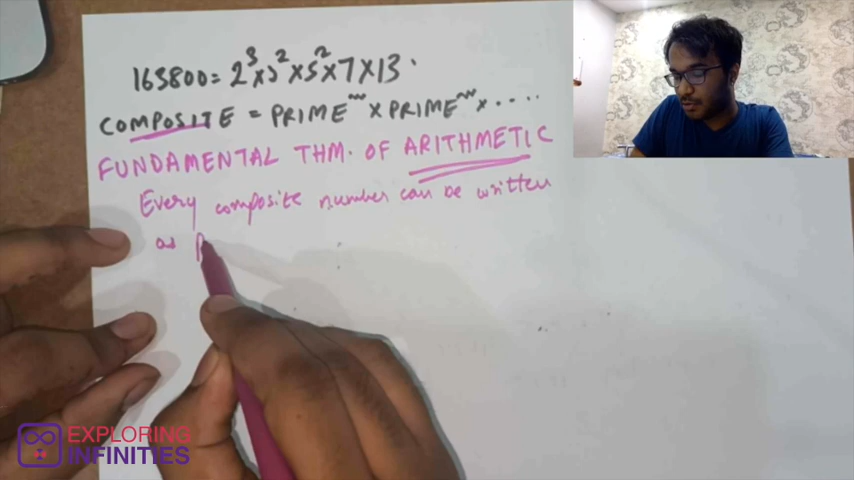 163800 = 2³ × 3² × 5² × 7 × 13.
COMPOSITE = PRIME~ × PRIME~ × ....
FUNDAMENTAL THM. OF ARITHMETIC
Every composite number can be written
as p
EXPLORING
INFINITIES